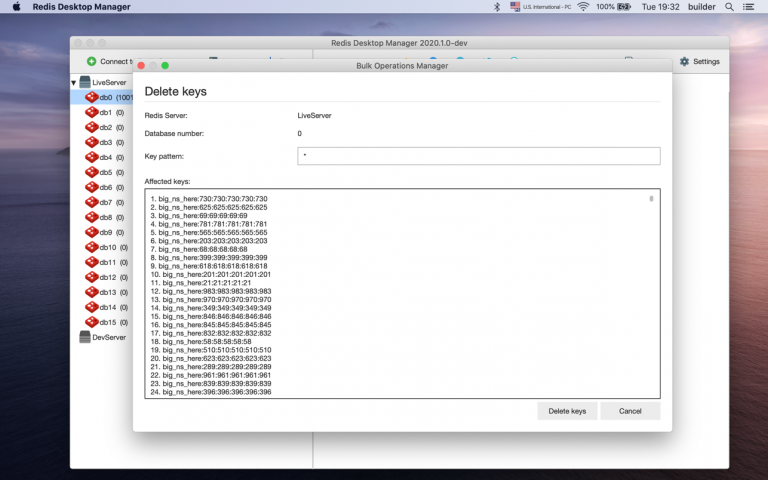 Redis Desktop Manager
U.S. International - PC
100%
Tue 19:32
builder
Redis Desktop Manager 2020.1.0-dev
Connect t
Settings
Bulk Operations Manager
LiveServer
db0 (1001
db1 (0)
db2 (0)
db3 (0)
db4 (0)
db5 (0)
db6 (0)
db7 (0)
db8 (0)
db9 (0)
db10 (0)
db11 (0)
db12 (0)
db13 (0)
db14 (0)
db15 (0)
DevServer
Delete keys
Redis Server: LiveServer
Database number: 0
Key pattern: *
Affected keys:
1. big_ns_here:730:730:730:730:730
2. big_ns_here:625:625:625:625:625
3. big_ns_here:69:69:69:69:69
4. big_ns_here:781:781:781:781:781
5. big_ns_here:565:565:565:565:565
6. big_ns_here:203:203:203:203:203
7. big_ns_here:68:68:68:68:68
8. big_ns_here:399:399:399:399:399
9. big_ns_here:618:618:618:618:618
10. big_ns_here:201:201:201:201:201
11. big_ns_here:21:21:21:21:21
12. big_ns_here:983:983:983:983:983
13. big_ns_here:970:970:970:970:970
14. big_ns_here:349:349:349:349:349
15. big_ns_here:846:846:846:846:846
16. big_ns_here:845:845:845:845:845
17. big_ns_here:832:832:832:832:832
18. big_ns_here:58:58:58:58:58
19. big_ns_here:510:510:510:510:510
20. big_ns_here:623:623:623:623:623
21. big_ns_here:289:289:289:289:289
22. big_ns_here:961:961:961:961:961
23. big_ns_here:839:839:839:839:839
24. big_ns_here:396:396:396:396:396
Delete keys
Cancel